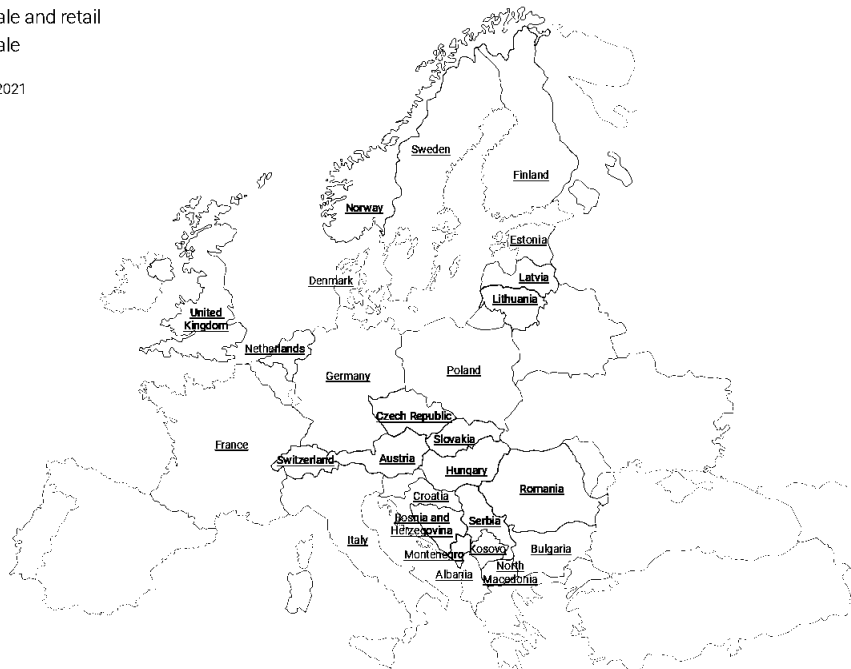 ale and retail
ale
2021
Sweden
Finland
Norway
Estonia
Denmark
Latvia
Lithuania
United
Kingdom
Netherlands
Germany
Poland
Czech Republic
France
Slovakia
Switzerland
Austria
Hungary
Romania
Croatia
Bosnia and
Herzegovina
Serbia
Italy
Montenegro
Kosovo
Bulgaria
North
Macedonia
Albania